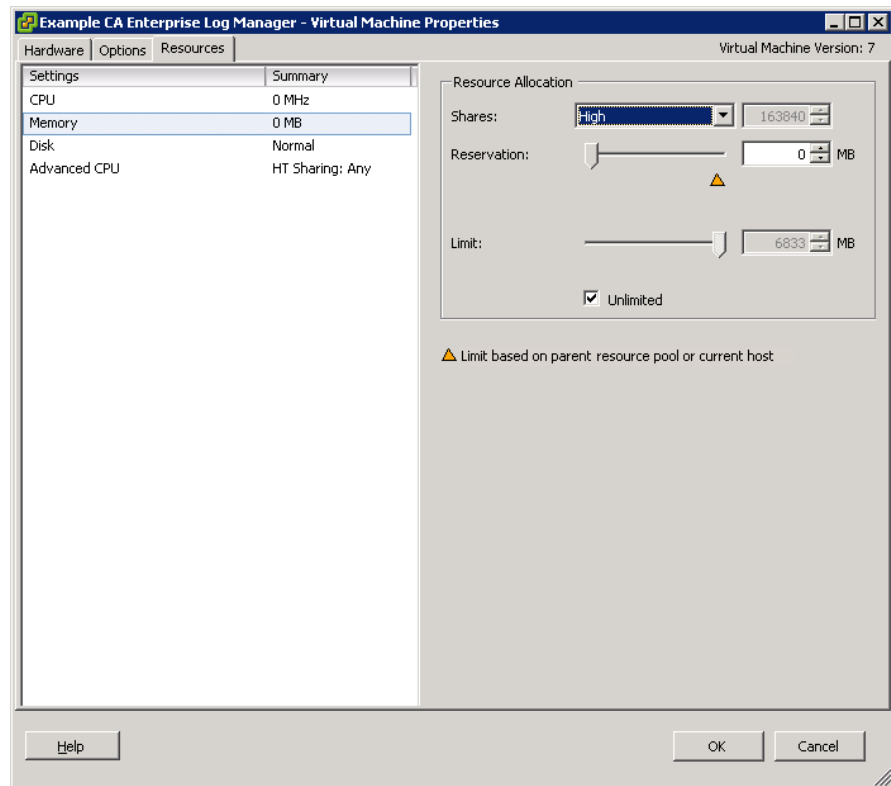 Example CA Enterprise Log Manager - Virtual Machine Properties
Hardware Options Resources Virtual Machine Version: 7
Settings Summary
CPU 0 MHz
Memory 0 MB
Disk Normal
Advanced CPU HT Sharing: Any
Resource Allocation
Shares: High 163840
Reservation: 0 MB
Limit: 6833 MB
Unlimited
Limit based on parent resource pool or current host
Help OK Cancel